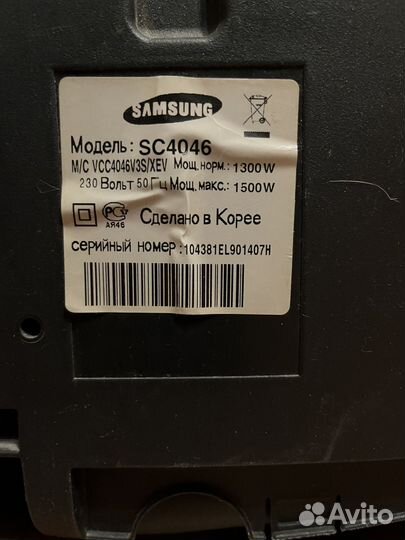 SAMSUNG
Модель: SC4046
M/C VCC4046V3S/XEV Мощ. норм.: 1300W
230 Вольт 50 Гц Мощ. макс.: 1500W
РС АЯ46 Сделано в Корее
серийный номер: 104381EL901407H
Avito